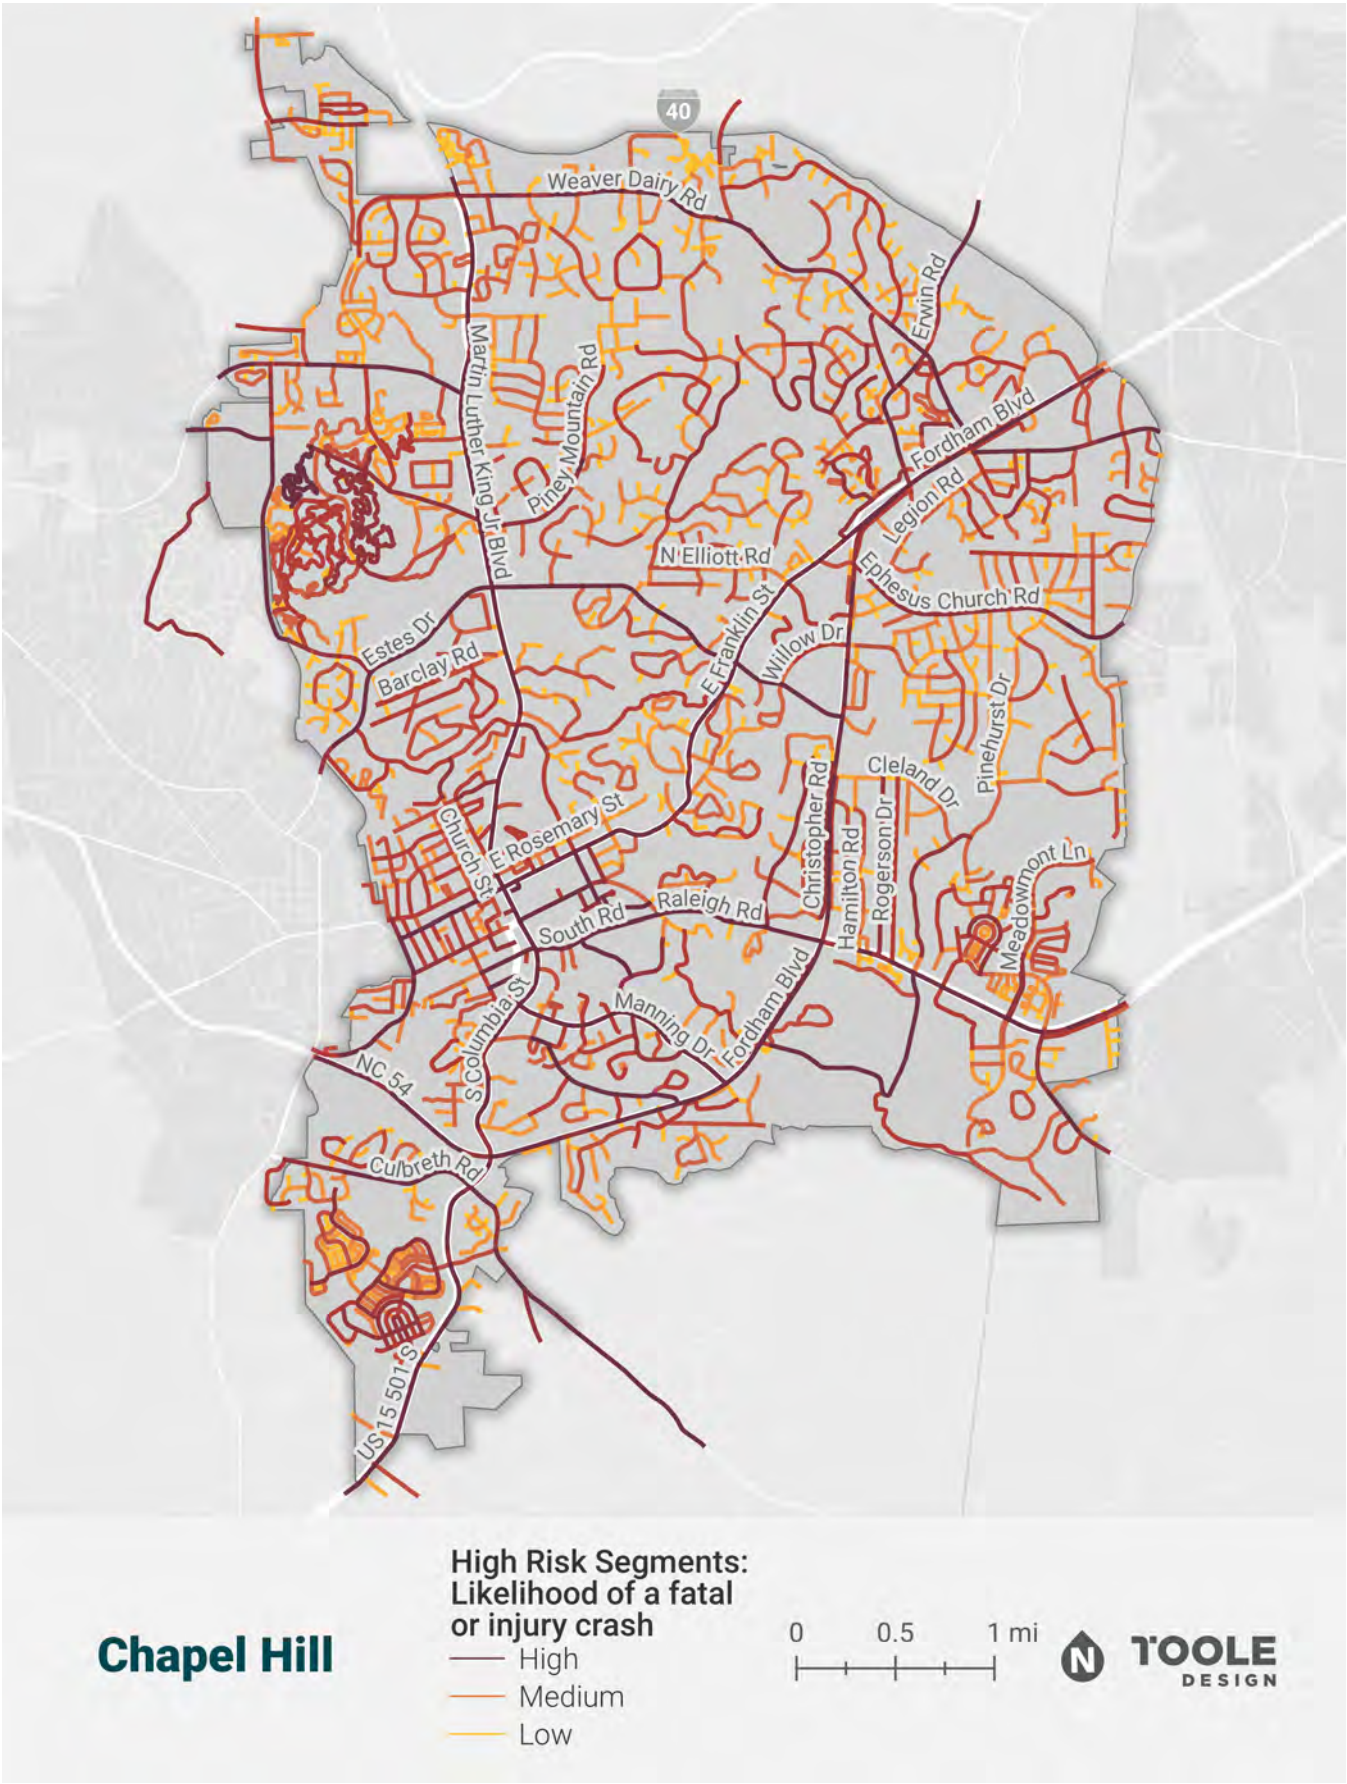 40
Weaver Dairy Rd
Erwin Rd
Martin Luther King Jr Blvd
Piney Mountain Rd
Fordham Blvd
Legion Rd
N Elliott Rd
Ephesus Church Rd
Estes Dr
Barclay Rd
E Franklin St
Willow Dr
Pinehurst Dr
Cleland Dr
Christopher Rd
Hamilton Rd
Rogerson Dr
Church St
E Rosemary St
Meadowmont Ln
South Rd
Raleigh Rd
Manning Dr
Fordham Blvd
S Columbia St
NC 54
Culbreth Rd
US 15 501 S
High Risk Segments:
Likelihood of a fatal
or injury crash
High
Medium
Low
Chapel Hill
0 0.5 1 mi
N
TOOLE
DESIGN